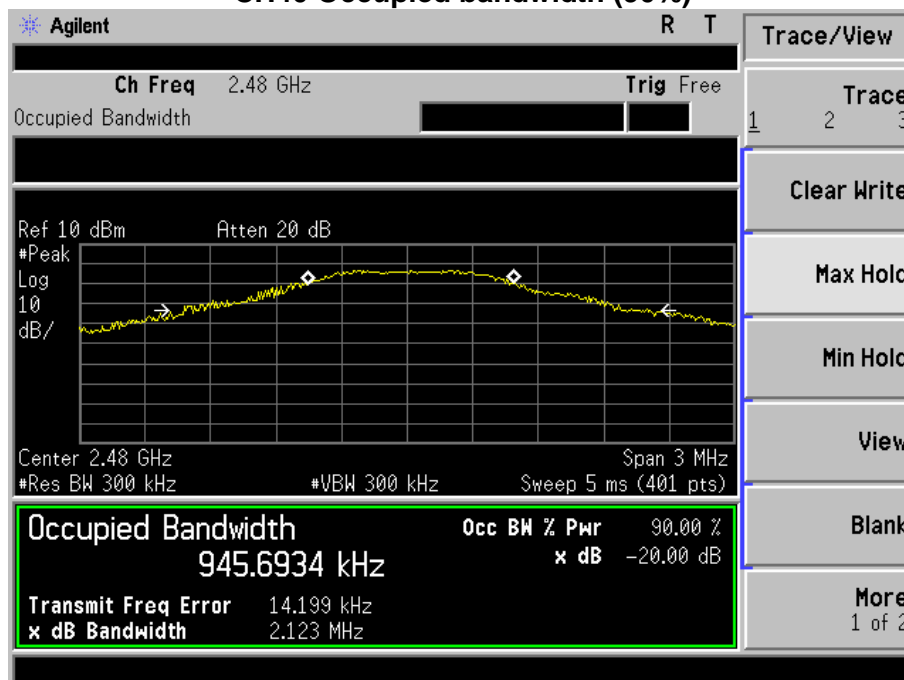 Agilent R T
Trace/View
Ch Freq 2.48 GHz Trig Free
Occupied Bandwidth
Trace
1 2 3
Clear Write
Max Hold
Min Hold
View
Blank
More
1 of 2
Ref 10 dBm Atten 20 dB
#Peak
Log
10
dB/
Center 2.48 GHz Span 3 MHz
#Res BW 300 kHz #VBW 300 kHz Sweep 5 ms (401 pts)
Occupied Bandwidth Occ BW % Pwr 90.00 %
945.6934 kHz x dB -20.00 dB
Transmit Freq Error 14.199 kHz
x dB Bandwidth 2.123 MHz